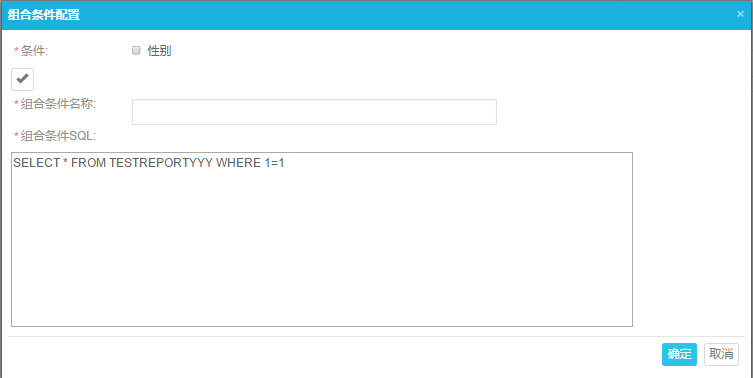 组合条件配置 ×
*条件: 性别
*组合条件名称:
*组合条件SQL:
SELECT * FROM TESTREPORTYYY WHERE 1=1
确定 取消